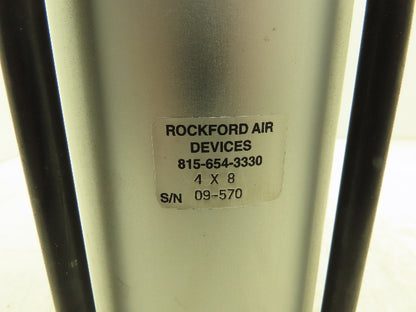 ROCKFORD AIR
DEVICES
815-654-3330
4 X 8
S/N 09-570